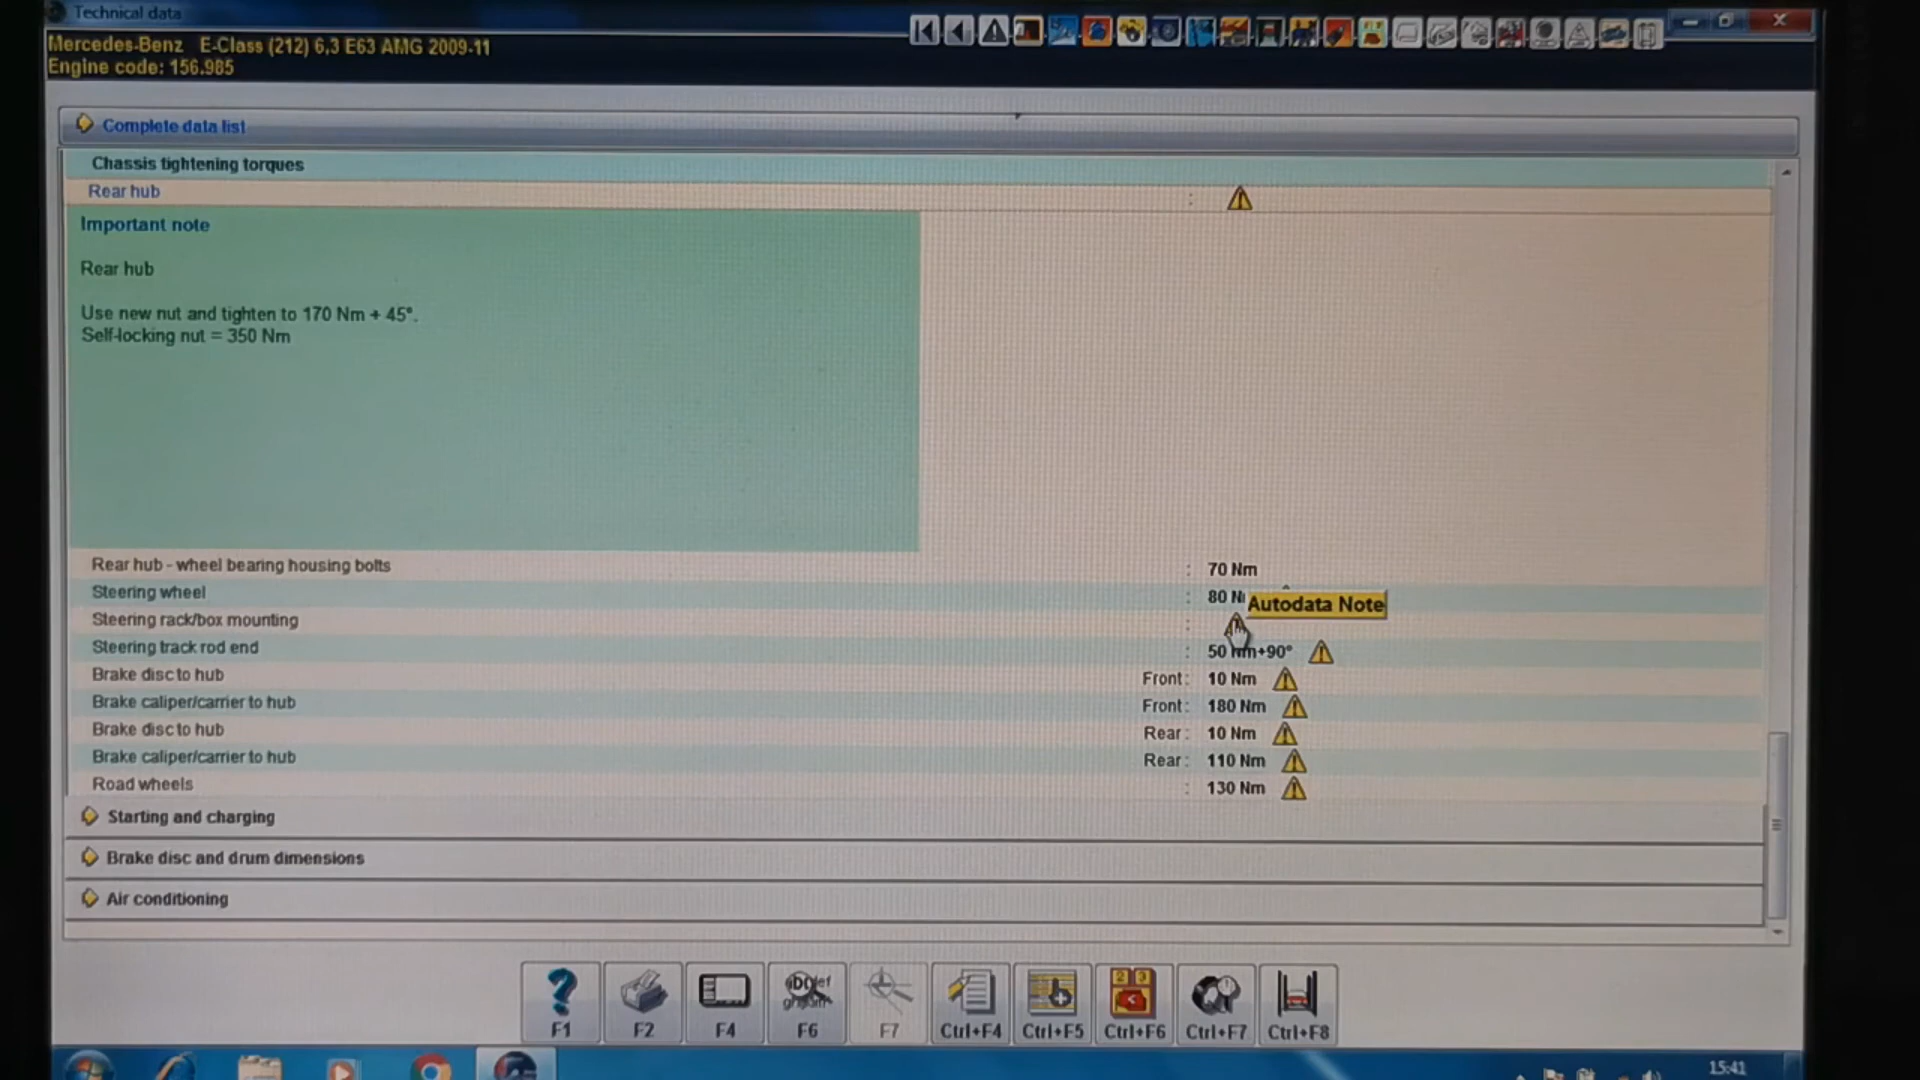 Technical data
Mercedes-Benz E-Class (212) 6,3 E63 AMG 2009-11
Engine code: 156.985
Complete data list
Chassis tightening torques
Rear hub :
Important note
Rear hub
Use new nut and tighten to 170 Nm + 45°.
Self-locking nut = 350 Nm
Rear hub - wheel bearing housing bolts : 70 Nm
Steering wheel : 80
Autodata Note
Steering rack/box mounting :
Steering track rod end : 50 Nm+90°
Brake disc to hub Front: 10 Nm
Brake caliper/carrier to hub Front: 180 Nm
Brake disc to hub Rear: 10 Nm
Brake caliper/carrier to hub Rear: 110 Nm
Road wheels : 130 Nm
Starting and charging
Brake disc and drum dimensions
Air conditioning
F1 F2 F4 F6 F7 Ctrl+F4 Ctrl+F5 Ctrl+F6 Ctrl+F7 Ctrl+F8
15:41